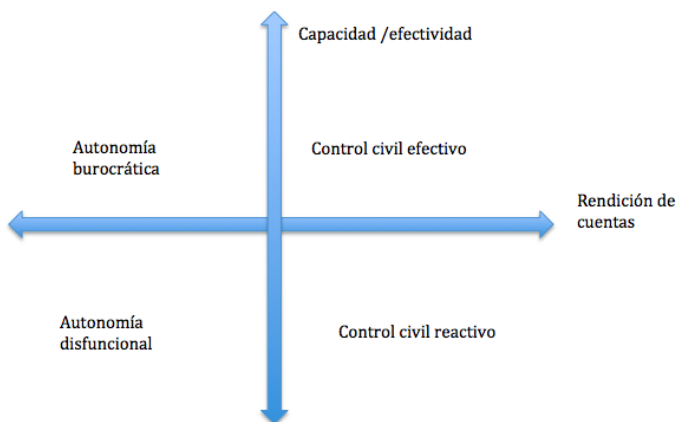 Capacidad /efectividad
Autonomía
burocrática
Control civil efectivo
Rendición de
cuentas
Autonomía
disfuncional
Control civil reactivo